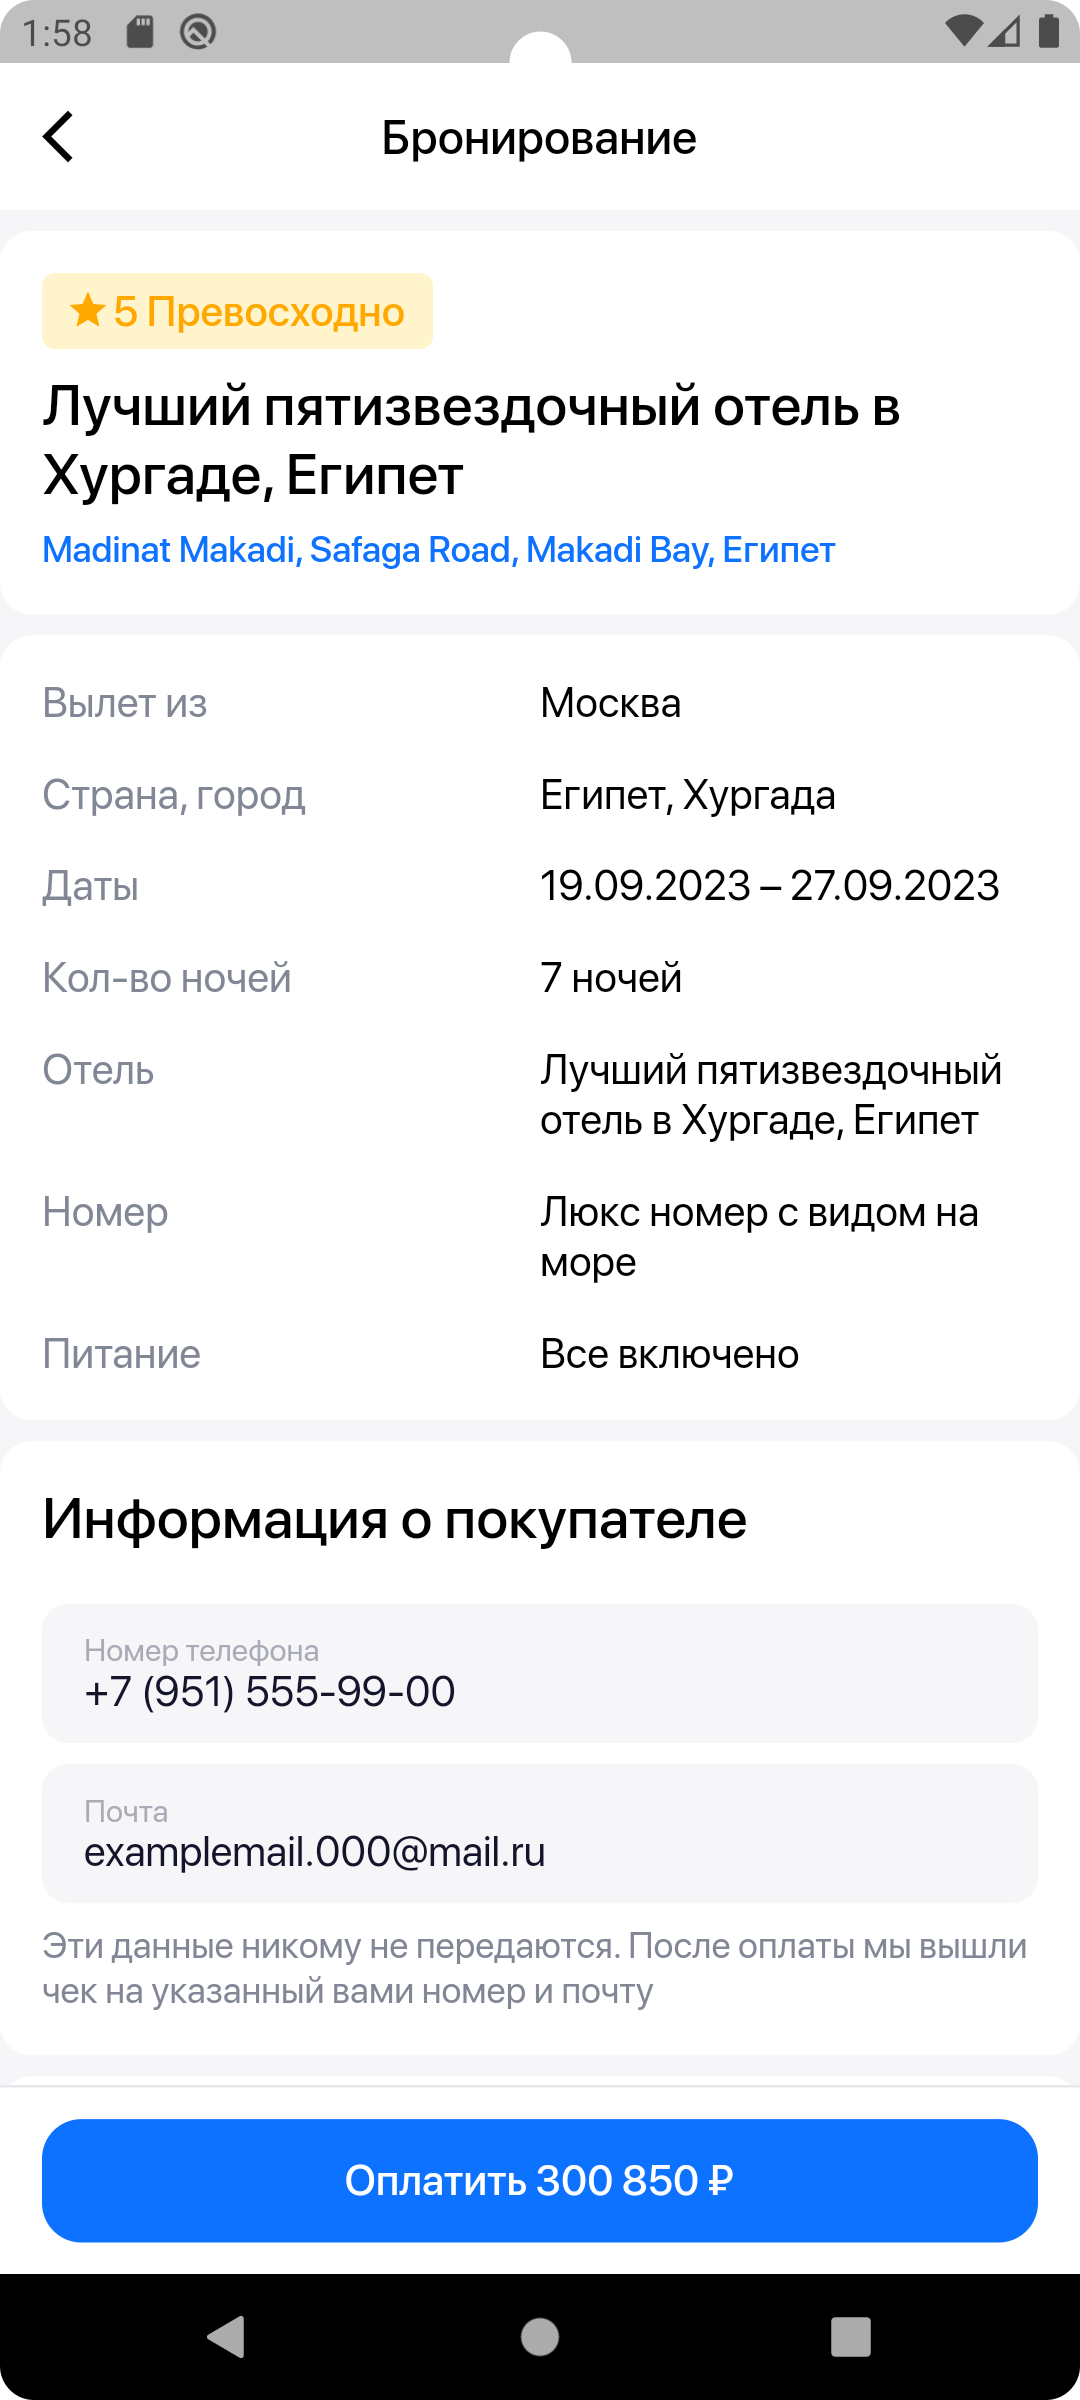 1:58
Бронирование
5 Превосходно
Лучший пятизвездочный отель в
Хургаде, Египет
Madinat Makadi, Safaga Road, Makadi Bay, Египет
Вылет из Москва
Страна, город Египет, Хургада
Даты 19.09.2023 – 27.09.2023
Кол-во ночей 7 ночей
Отель Лучший пятизвездочный
отель в Хургаде, Египет
Номер Люкс номер с видом на
море
Питание Все включено
Информация о покупателе
Номер телефона
+7 (951) 555-99-00
Почта
examplemail.000@mail.ru
Эти данные никому не передаются. После оплаты мы вышли
чек на указанный вами номер и почту
Оплатить 300 850 ₽